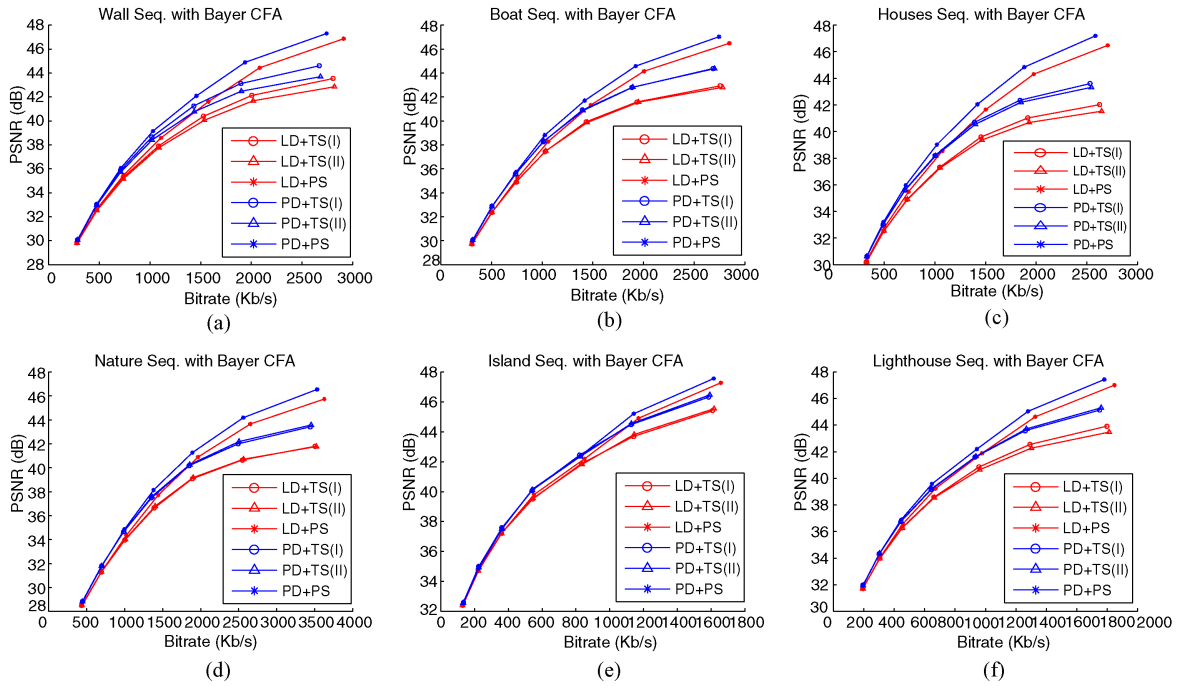 Wall Seq. with Bayer CFA
PSNR (dB)
48
46
44
42
40
38
36
34
32
30
28
0 500 1000 1500 2000 2500 3000
Bitrate (Kb/s)
LD+TS(I)
LD+TS(II)
LD+PS
PD+TS(I)
PD+TS(II)
PD+PS
(a)
Boat Seq. with Bayer CFA
PSNR (dB)
48
46
44
42
40
38
36
34
32
30
28
0 500 1000 1500 2000 2500 3000
Bitrate (Kb/s)
LD+TS(I)
LD+TS(II)
LD+PS
PD+TS(I)
PD+TS(II)
PD+PS
(b)
Houses Seq. with Bayer CFA
PSNR (dB)
48
46
44
42
40
38
36
34
32
30
0 500 1000 1500 2000 2500 3000
Bitrate (Kb/s)
LD+TS(I)
LD+TS(II)
LD+PS
PD+TS(I)
PD+TS(II)
PD+PS
(c)
Nature Seq. with Bayer CFA
PSNR (dB)
48
46
44
42
40
38
36
34
32
30
28
0 500 1000 1500 2000 2500 3000 3500 4000
Bitrate (Kb/s)
LD+TS(I)
LD+TS(II)
LD+PS
PD+TS(I)
PD+TS(II)
PD+PS
(d)
Island Seq. with Bayer CFA
PSNR (dB)
48
46
44
42
40
38
36
34
32
0 200 400 600 800 1000 1200 1400 1600 1800
Bitrate (Kb/s)
LD+TS(I)
LD+TS(II)
LD+PS
PD+TS(I)
PD+TS(II)
PD+PS
(e)
Lighthouse Seq. with Bayer CFA
PSNR (dB)
48
46
44
42
40
38
36
34
32
30
0 200 400 600 800 1000 1200 1400 1600 1800 2000
Bitrate (Kb/s)
LD+TS(I)
LD+TS(II)
LD+PS
PD+TS(I)
PD+TS(II)
PD+PS
(f)